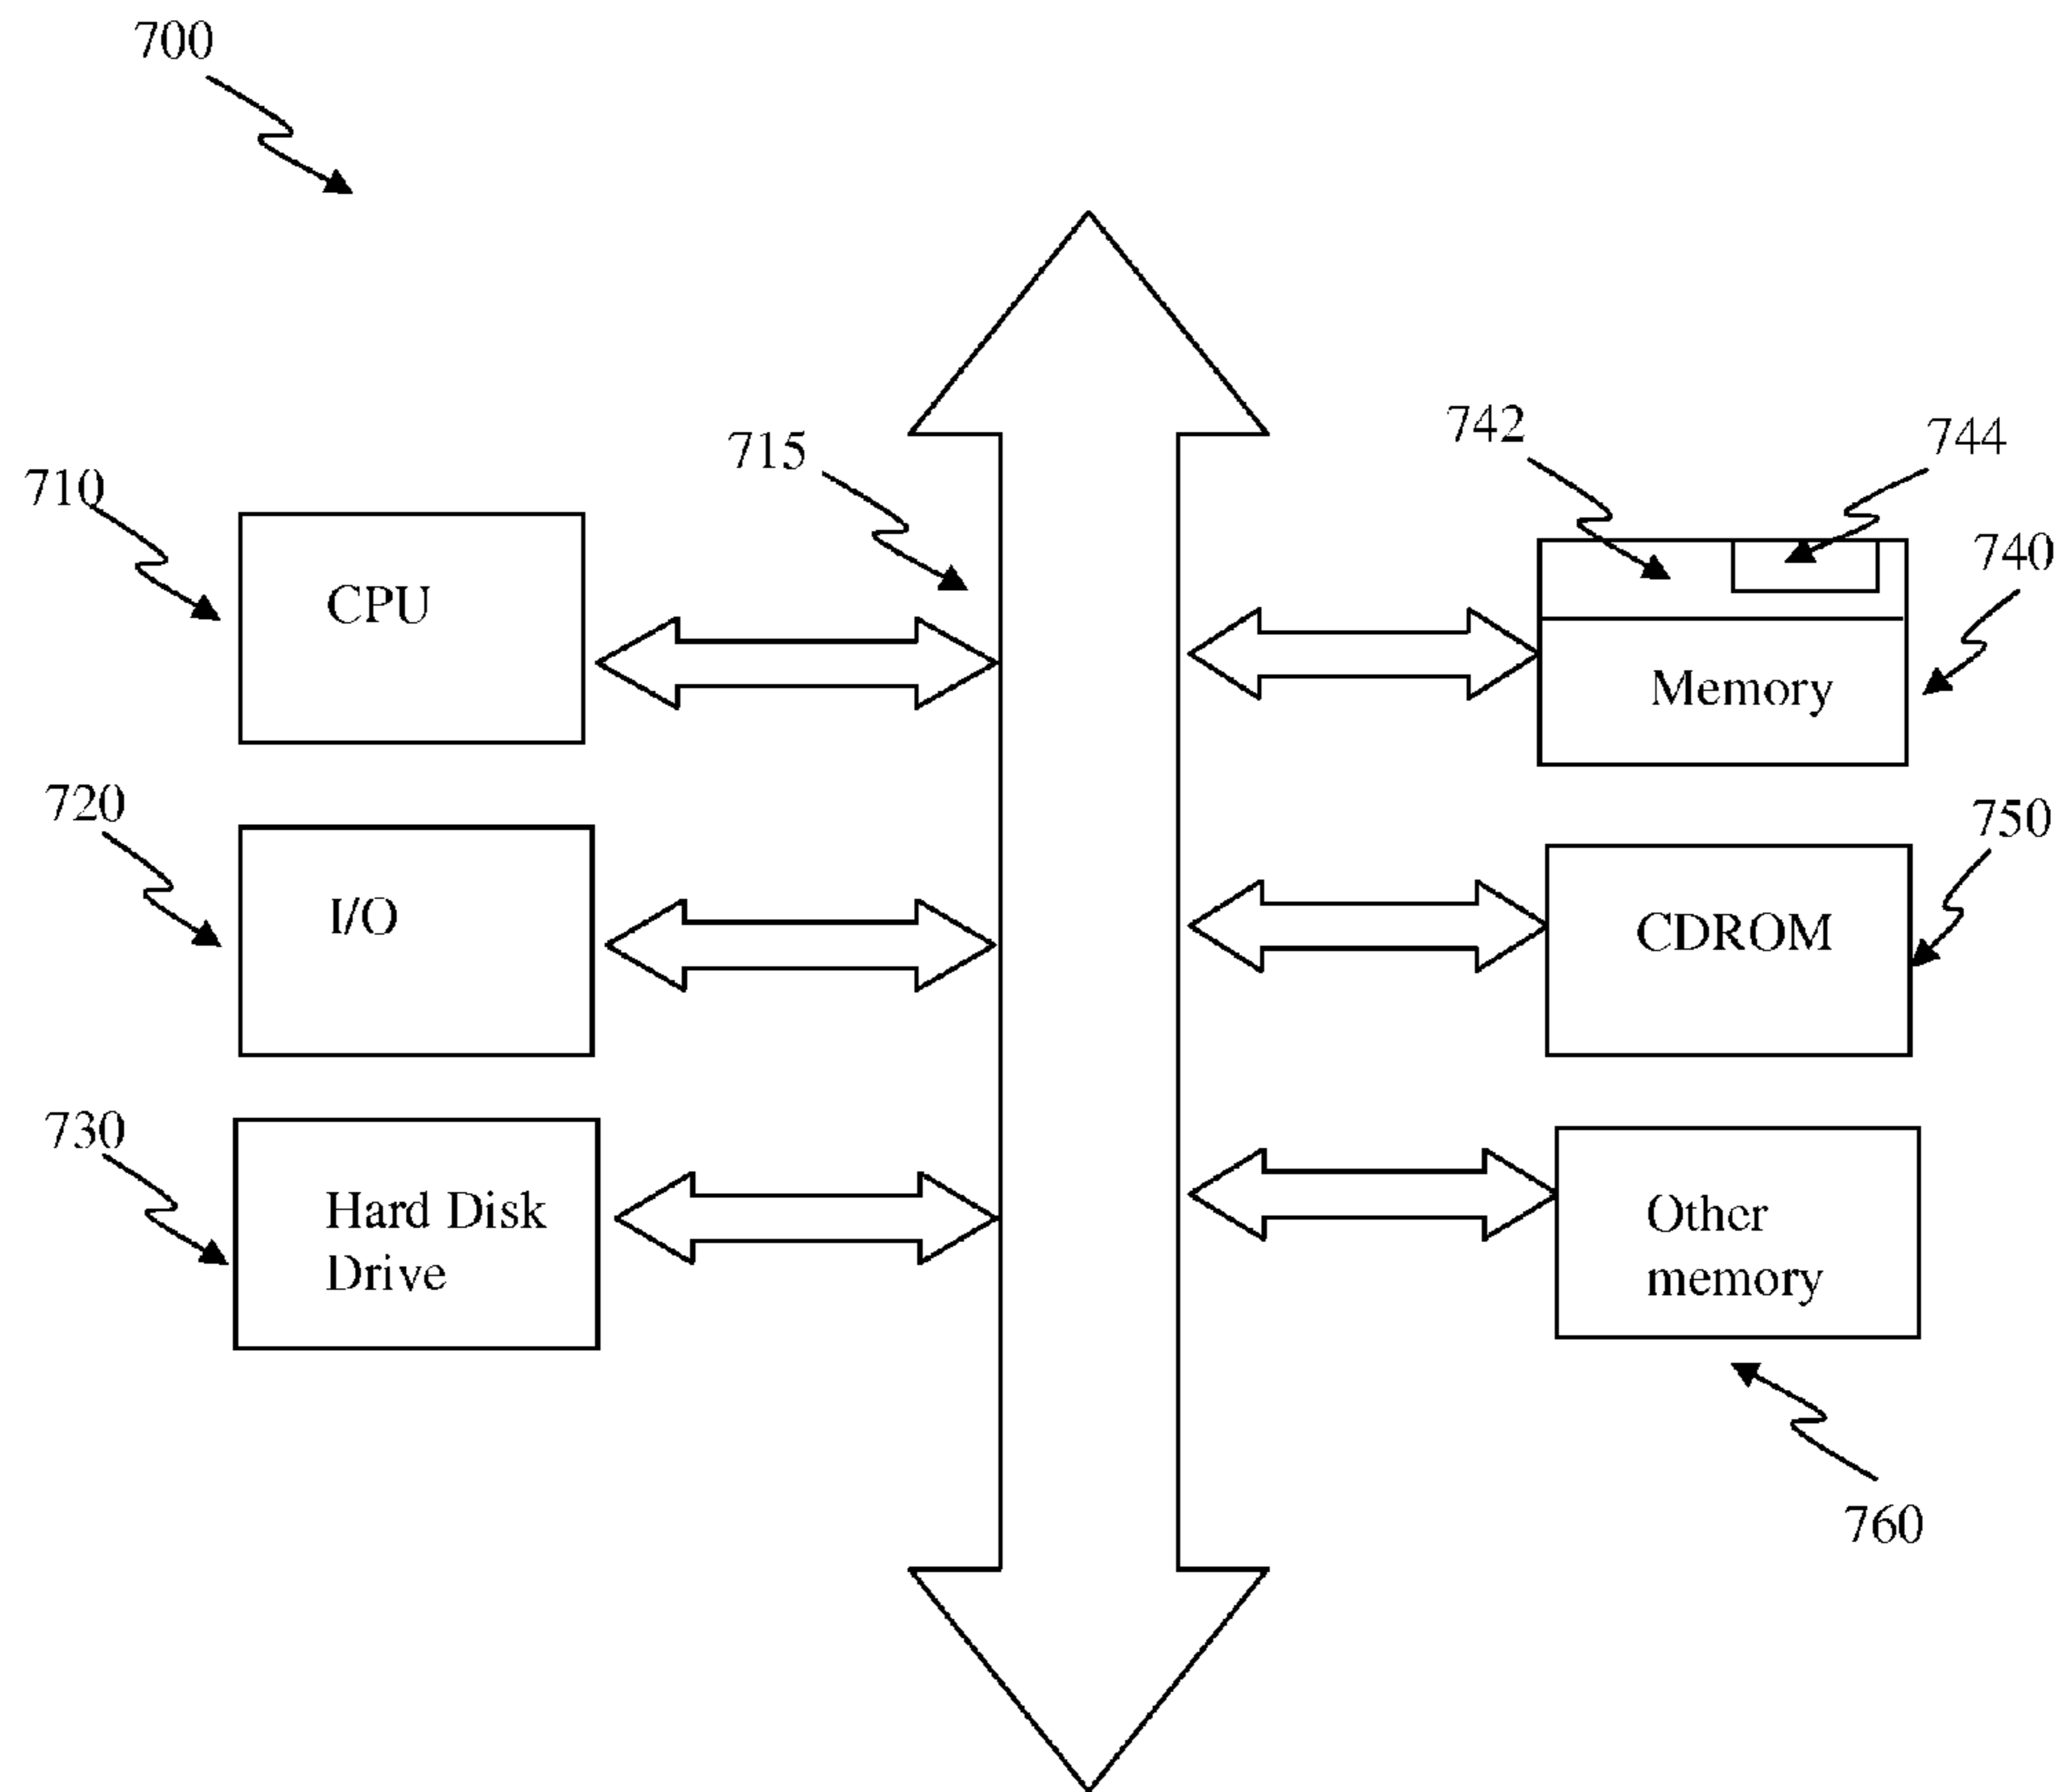 700
742
744
715
710
740
CPU
Memory
720
750
I/O
CDROM
730
Hard Disk
Drive
Other
memory
760